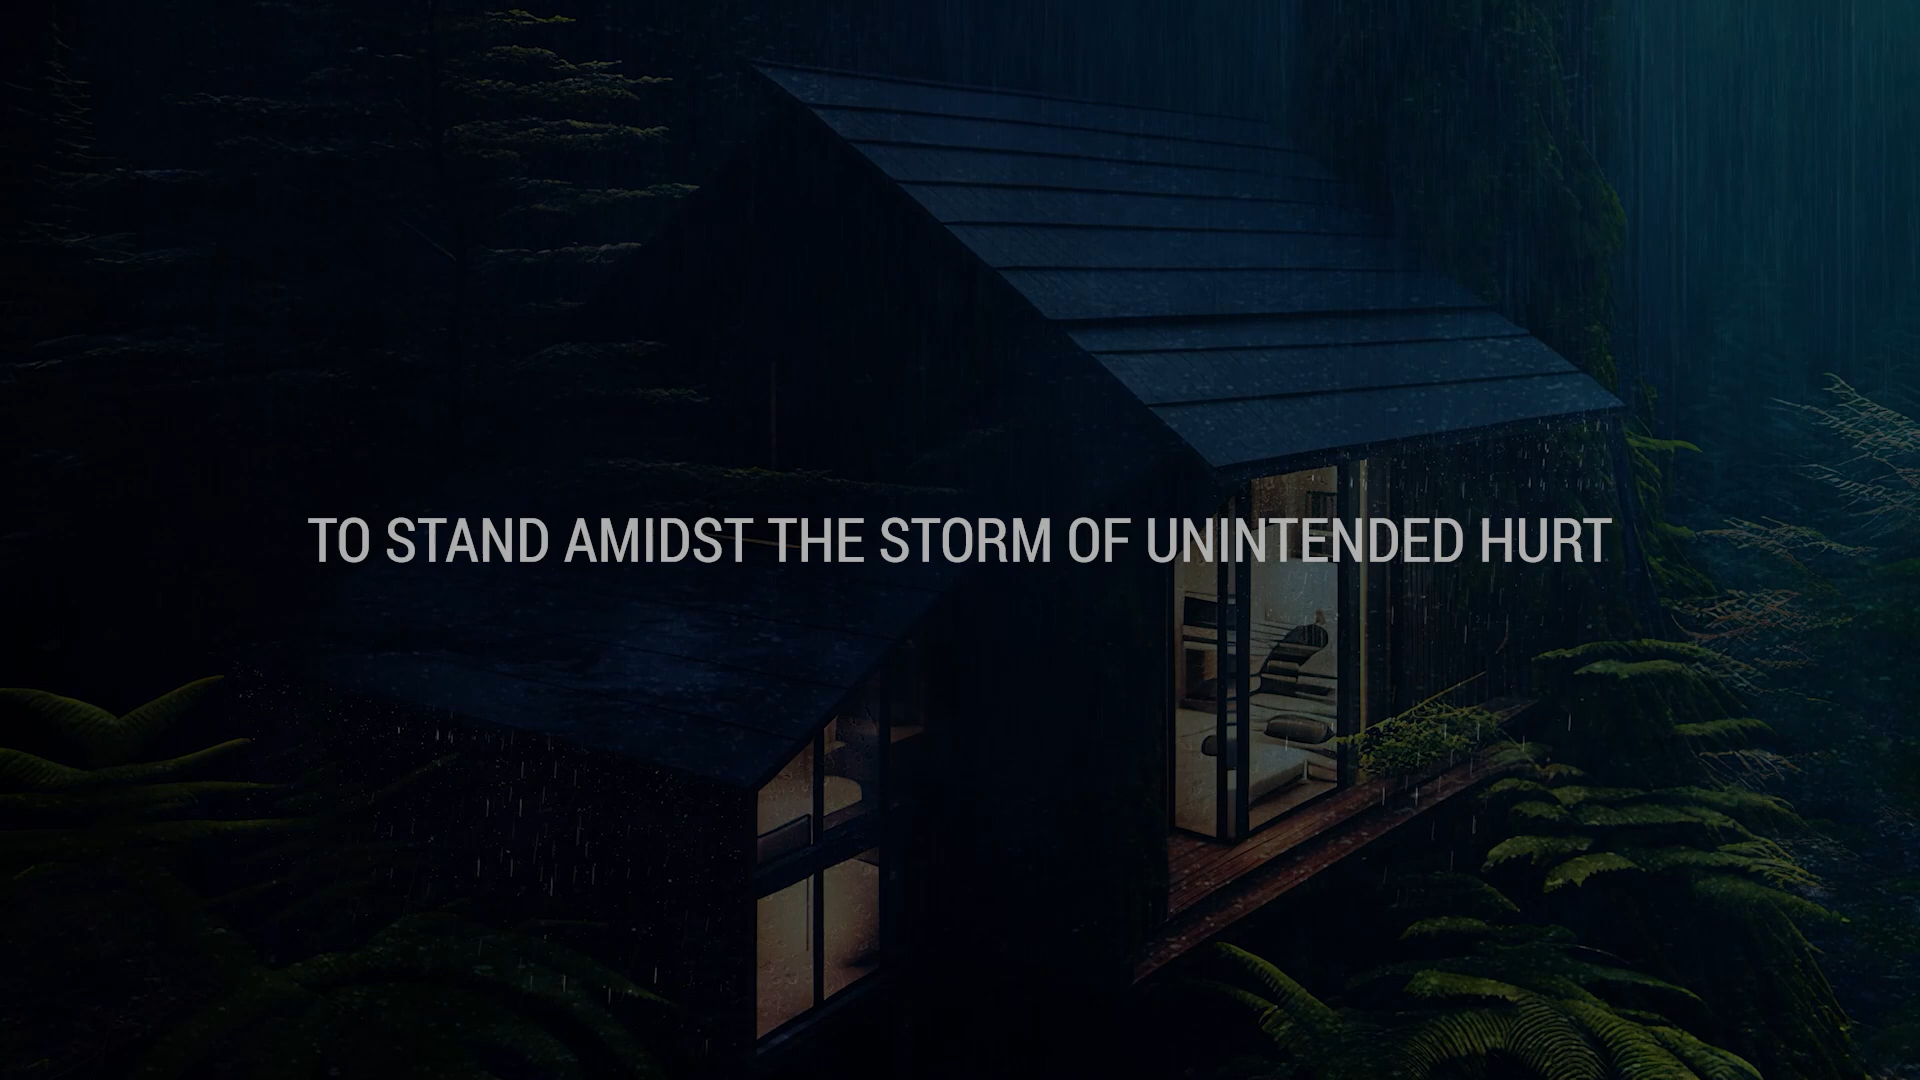 TO STAND AMIDST THE STORM OF UNINTENDED HURT